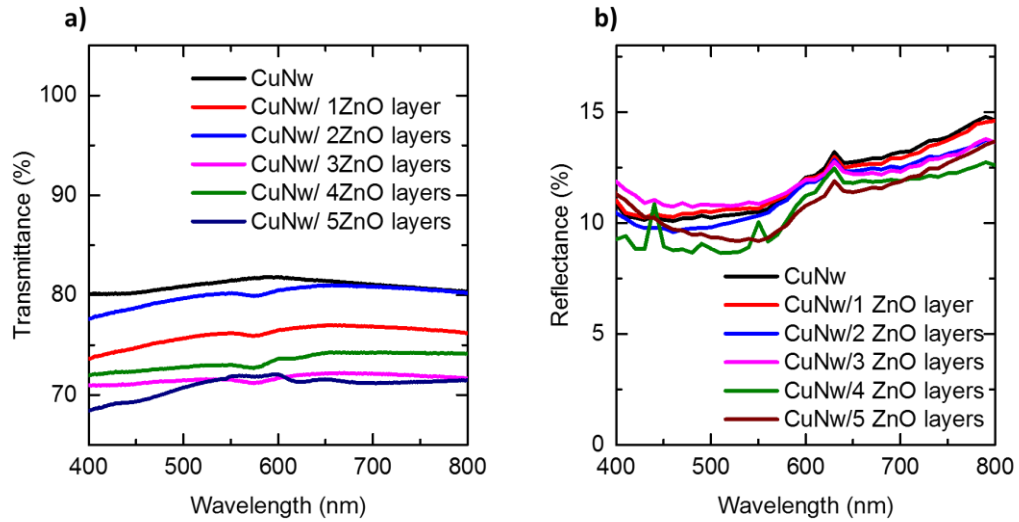 a)
100
90
80
70
Transmittance (%)
CuNw
CuNw/ 1ZnO layer
CuNw/ 2ZnO layers
CuNw/ 3ZnO layers
CuNw/ 4ZnO layers
CuNw/ 5ZnO layers
400 500 600 700 800
Wavelength (nm)
b)
15
10
5
0
Reflectance (%)
CuNw
CuNw/1 ZnO layer
CuNw/2 ZnO layers
CuNw/3 ZnO layers
CuNw/4 ZnO layers
CuNw/5 ZnO layers
400 500 600 700 800
Wavelength (nm)